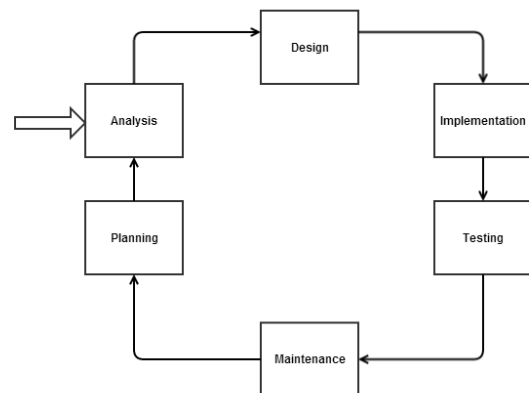 Design
Analysis
Implementation
Planning
Testing
Maintenance